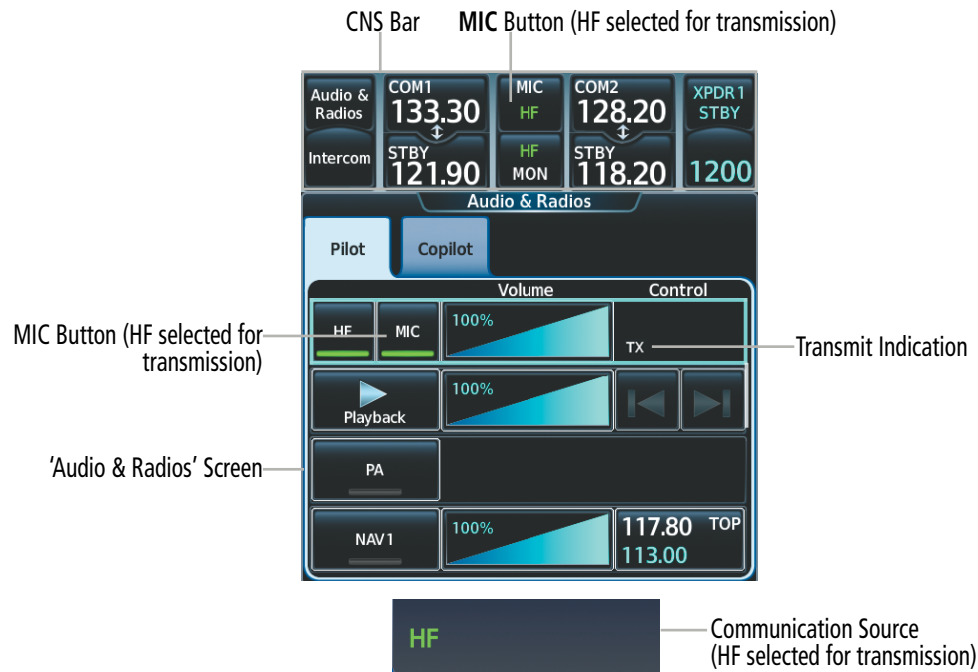 CNS Bar
MIC Button (HF selected for transmission)
Audio & Radios
COM1
133.30
MIC
HF
COM2
128.20
XPDR1
STBY
Intercom
STBY
121.90
HF
MON
STBY
118.20
1200
Audio & Radios
Pilot
Copilot
Volume
Control
MIC Button (HF selected for
transmission)
HF
MIC
100%
TX
Transmit Indication
Playback
100%
'Audio & Radios' Screen
PA
NAV1
100%
117.80 TOP
113.00
HF
Communication Source
(HF selected for transmission)